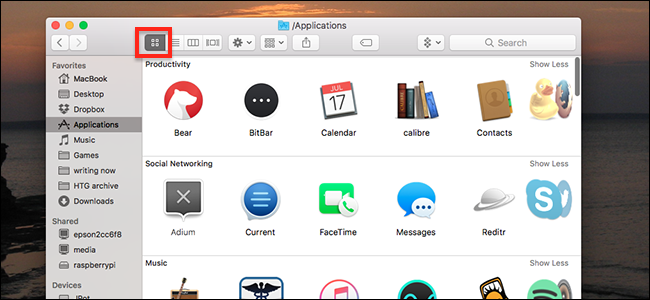 /Applications
Search
Favorites
MacBook
Desktop
Dropbox
Applications
Music
Games
writing now
HTG archive
Downloads
Shared
epson2cc6f8
media
raspberrypi
Devices
Productivity
Show Less
JUL
17
Bear
BitBar
Calendar
calibre
Contacts
Social Networking
Show Less
Adium
Current
FaceTime
Messages
Reditr
Music
Show Less